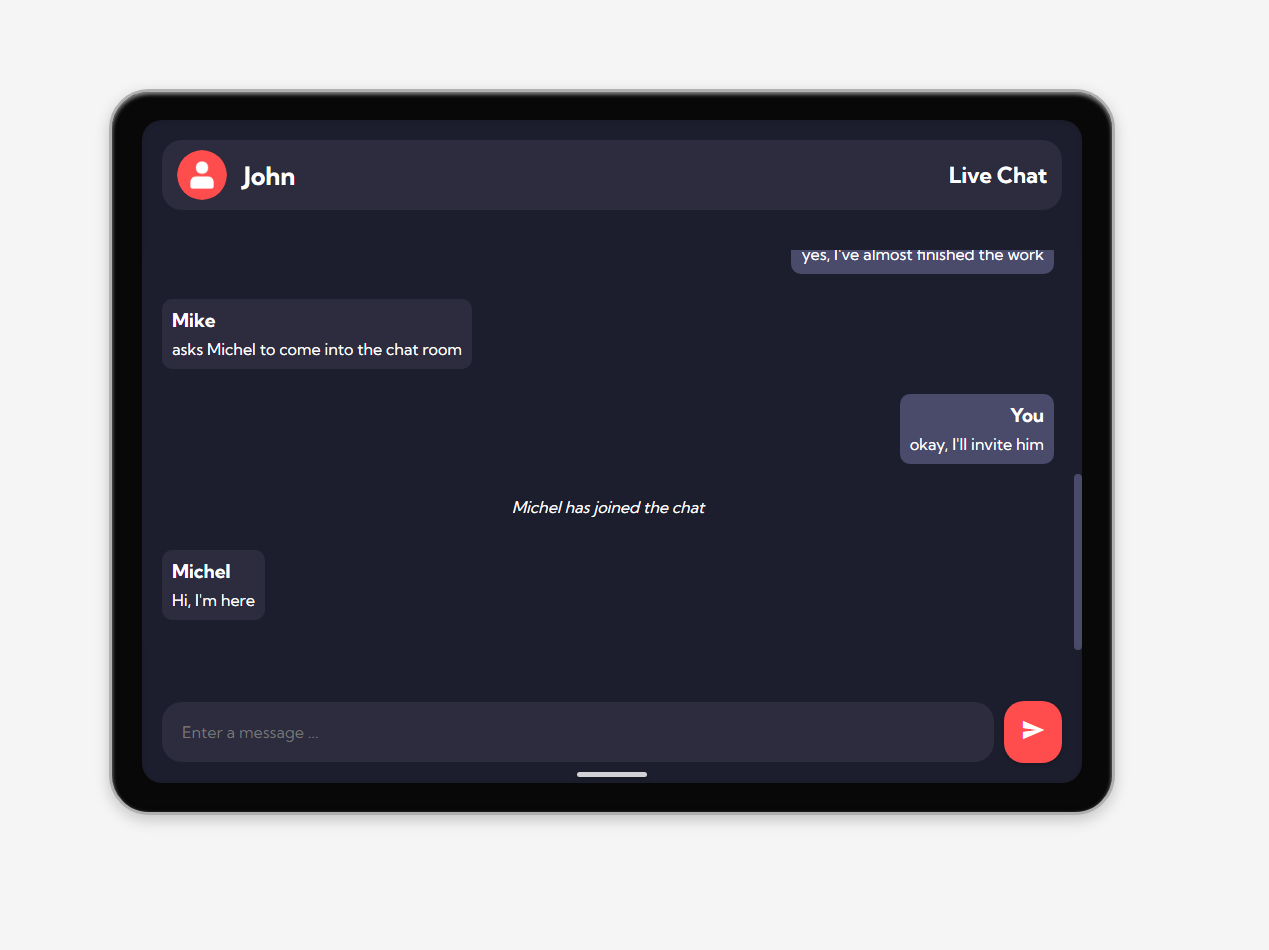 John
Live Chat
yes, I've almost finished the work
Mike
asks Michel to come into the chat room
You
okay, I'll invite him
Michel has joined the chat
Michel
Hi, I'm here
Enter a message ...